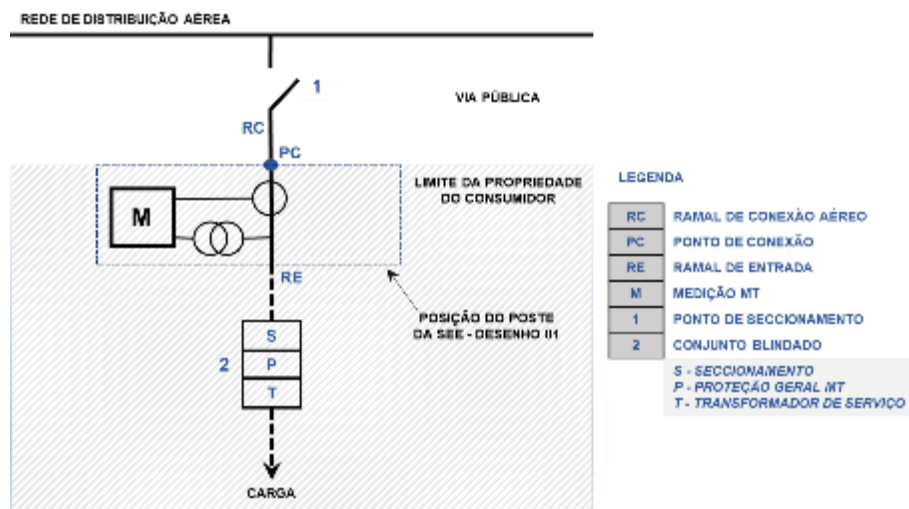 REDE DE DISTRIBUIÇÃO AÉREA
1
VIA PÚBLICA
RC
PC
LIMITE DA PROPRIEDADE
DO CONSUMIDOR
M
RE
POSIÇÃO DO POSTE
DA SEE - DESENHO 01
2
S
P
T
CARGA
LEGENDA
RC RAMAL DE CONEXÃO AÉREO
PC PONTO DE CONEXÃO
RE RAMAL DE ENTRADA
M MEDIÇÃO MT
1 PONTO DE SECCIONAMENTO
2 CONJUNTO BLINDADO
S - SECCIONAMENTO
P - PROTEÇÃO GERAL MT
T - TRANSFORMADOR DE SERVIÇO